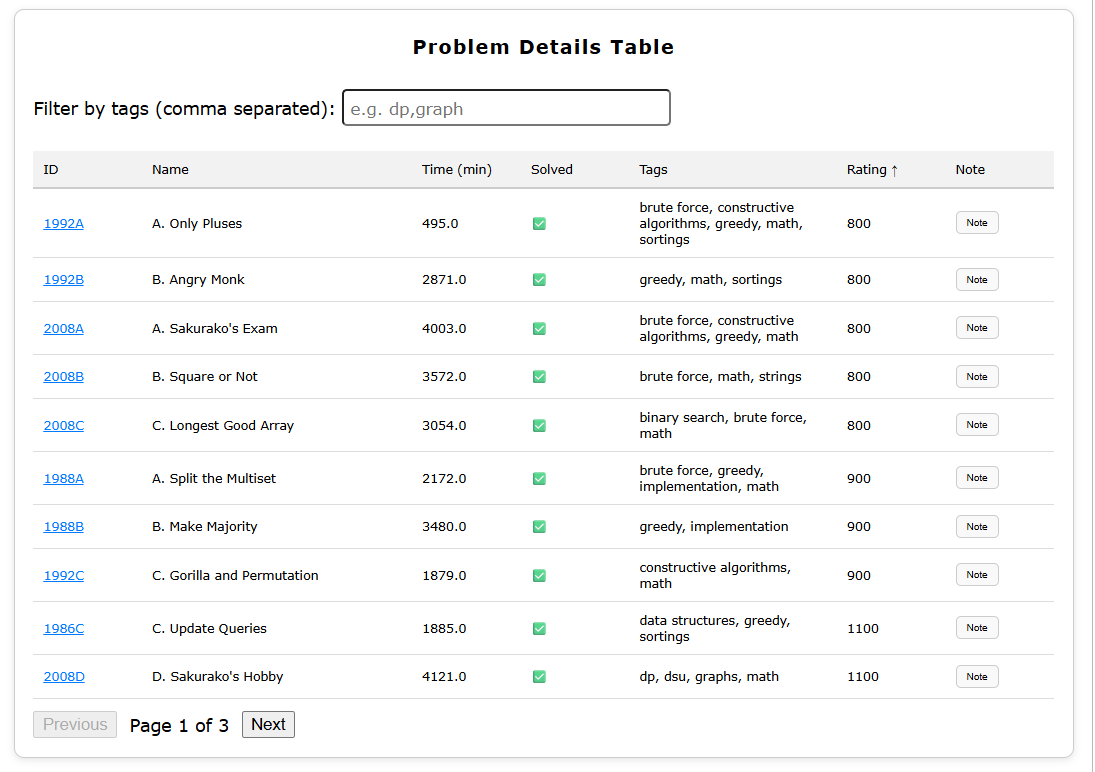 Problem Details Table
Filter by tags (comma separated): e.g. dp,graph
ID Name Time (min) Solved Tags Rating ↑ Note
1992A A. Only Pluses 495.0 ✅ brute force, constructive
algorithms, greedy, math,
sortings 800 Note
1992B B. Angry Monk 2871.0 ✅ greedy, math, sortings 800 Note
2008A A. Sakurako's Exam 4003.0 ✅ brute force, constructive
algorithms, greedy, math 800 Note
2008B B. Square or Not 3572.0 ✅ brute force, math, strings 800 Note
2008C C. Longest Good Array 3054.0 ✅ binary search, brute force,
math 800 Note
1988A A. Split the Multiset 2172.0 ✅ brute force, greedy,
implementation, math 900 Note
1988B B. Make Majority 3480.0 ✅ greedy, implementation 900 Note
1992C C. Gorilla and Permutation 1879.0 ✅ constructive algorithms,
math 900 Note
1986C C. Update Queries 1885.0 ✅ data structures, greedy,
sortings 1100 Note
2008D D. Sakurako's Hobby 4121.0 ✅ dp, dsu, graphs, math 1100 Note
Previous Page 1 of 3 Next